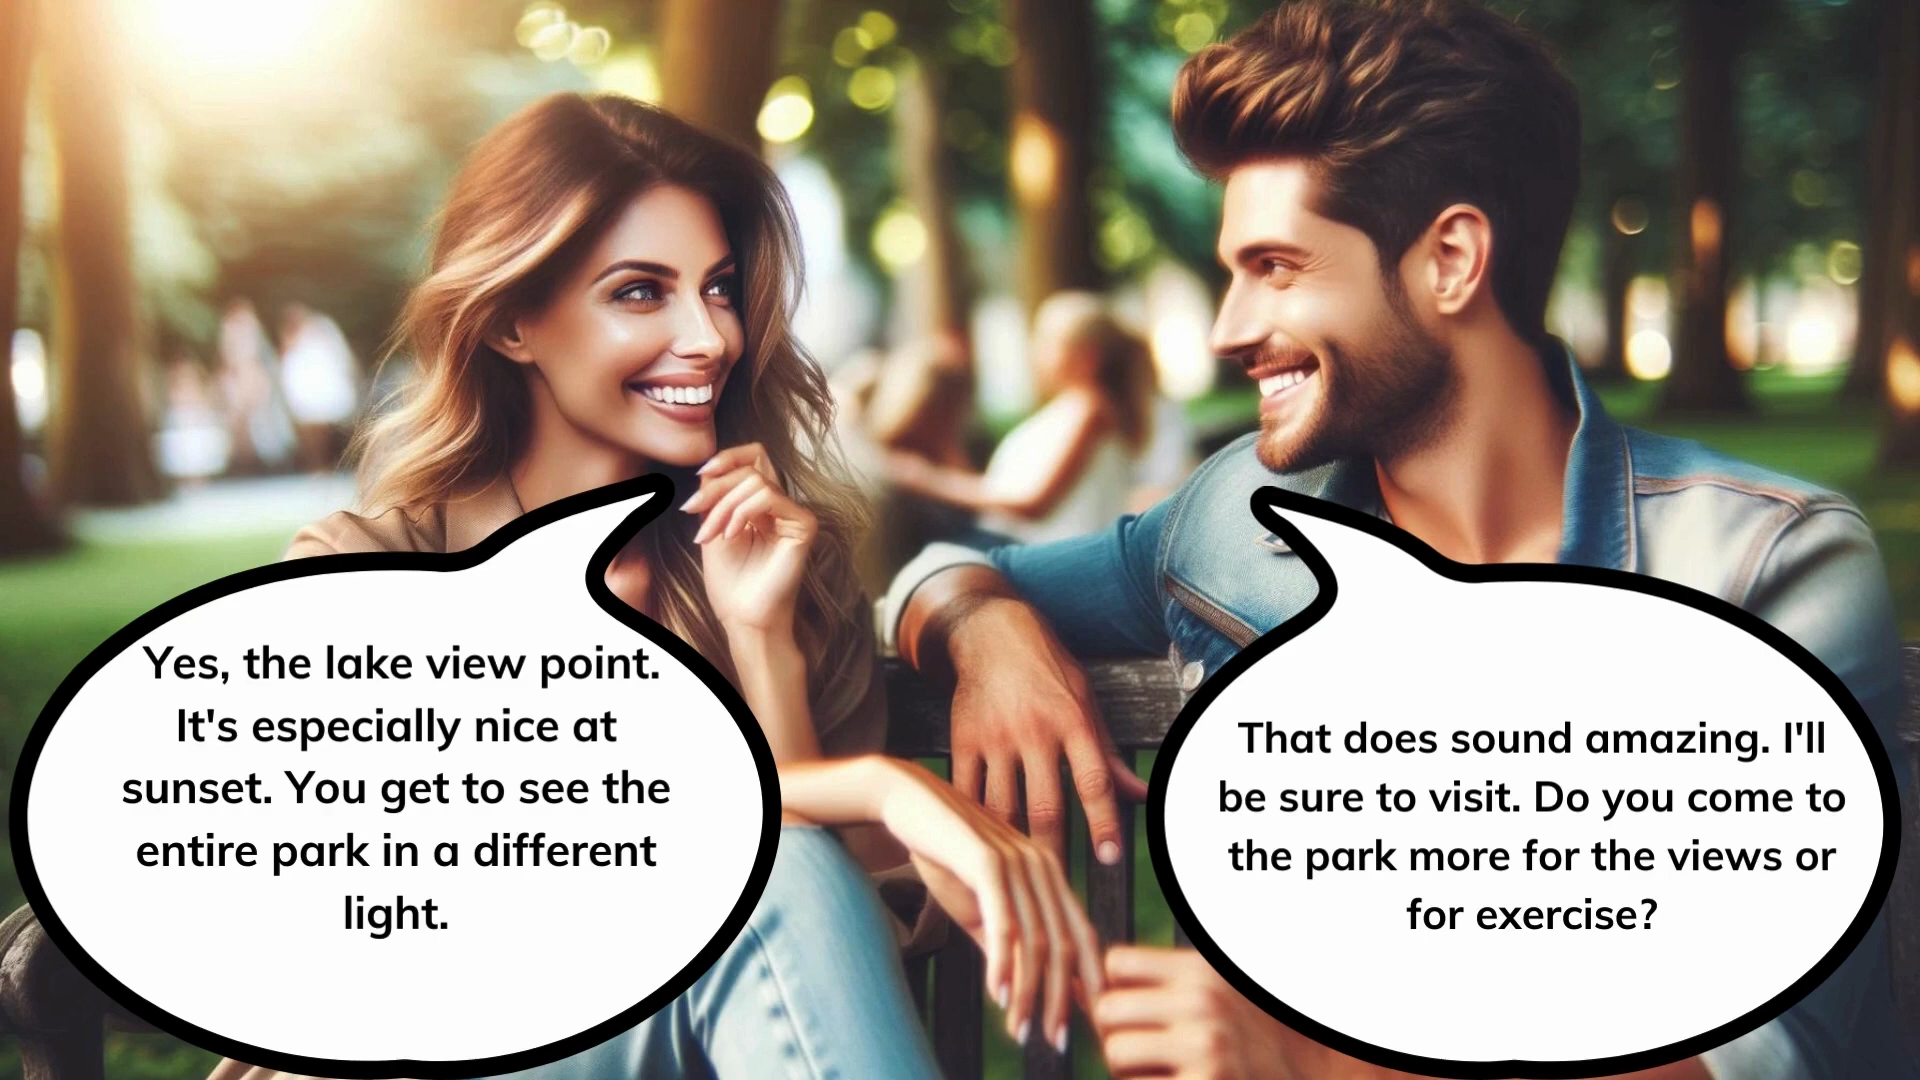 Yes, the lake view point.
It's especially nice at
sunset. You get to see the
entire park in a different
light.
That does sound amazing. I'll
be sure to visit. Do you come to
the park more for the views or
for exercise?